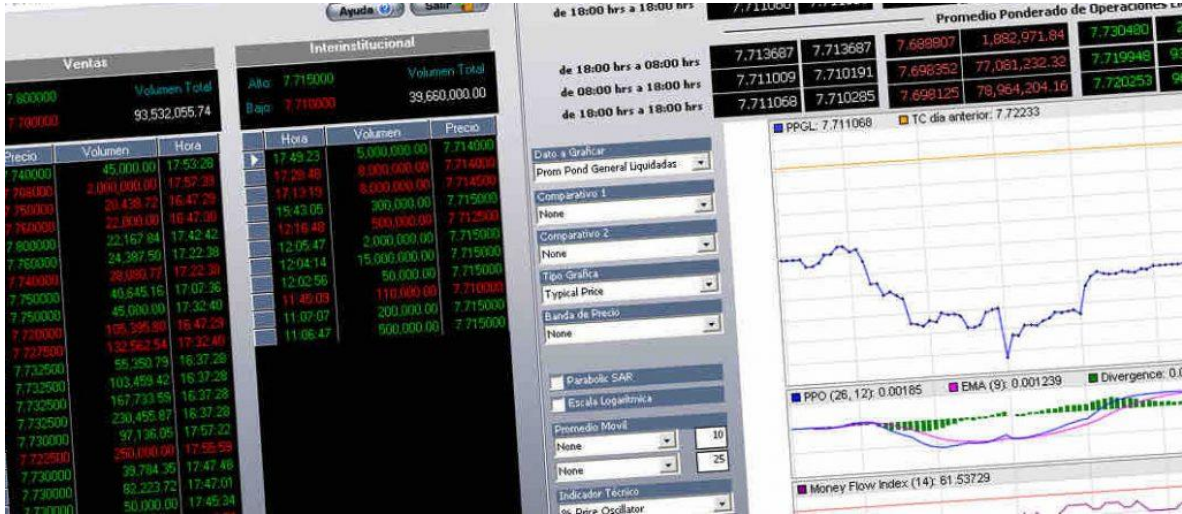 Ayuda
Salir
Ventas
7.800000
Volumen Total
7.700000
93,532,055.74
Precio Volumen Hora
7.740000 45,000.00 17:53:28
7.708000 2,000,000.00 17:57:39
7.750000 20,438.72 16:47:29
7.760000 22,000.00 16:47:30
7.800000 22,167.84 17:42:42
7.760000 24,387.50 17:22:38
7.740000 28,080.77 17:22:38
7.750000 40,645.16 17:07:36
7.750000 45,000.00 17:32:40
7.720000 105,395.80 16:47:29
7.727500 132,562.54 17:32:40
7.732500 55,350.79 16:37:28
7.732500 103,459.42 16:37:28
7.732500 167,733.59 16:37:28
7.732500 230,455.87 16:37:28
7.730000 97,136.05 17:57:22
7.722500 250,000.00 17:55:59
7.730000 39,784.35 17:47:46
7.730000 82,223.72 17:47:01
7.730000 50,000.00 17:45:34
Interinstitucional
Alto: 7.715000 Volumen Total
Bajo: 7.710000 39,660,000.00
Hora Volumen Precio
17:49:23 5,000,000.00 7.714000
17:28:48 8,000,000.00 7.714000
17:13:19 8,000,000.00 7.714500
15:43:05 300,000.00 7.715000
12:16:48 500,000.00 7.712500
12:05:47 2,000,000.00 7.715000
12:04:14 15,000,000.00 7.715000
12:02:56 50,000.00 7.715000
11:45:03 110,000.00 7.710000
11:07:07 200,000.00 7.715000
11:06:47 500,000.00 7.715000
de 18:00 hrs a 18:00 hrs
Promedio Ponderado de Operaciones
de 18:00 hrs a 08:00 hrs 7.713687 7.713687 7.688807 1,882,971.84 7.730480
de 08:00 hrs a 18:00 hrs 7.711009 7.710191 7.698352 77,081,232.32 7.719948
de 18:00 hrs a 18:00 hrs 7.711068 7.710285 7.698125 78,964,204.16 7.720253
Dato a Graficar
Prom Pond General Liquidadas
Comparativo 1
None
Comparativo 2
None
Tipo Grafica
Typical Price
Banda de Precio
None
Parabolic SAR
Escala Logaritmica
Promedio Movil
None 10
None 25
Indicador Técnico
% Price Oscillator
PPGL: 7.711068 TC dia anterior: 7.72233
PPO (26, 12): 0.00185 EMA (9): 0.001239 Divergence: 0.0
Money Flow Index (14): 61.53729